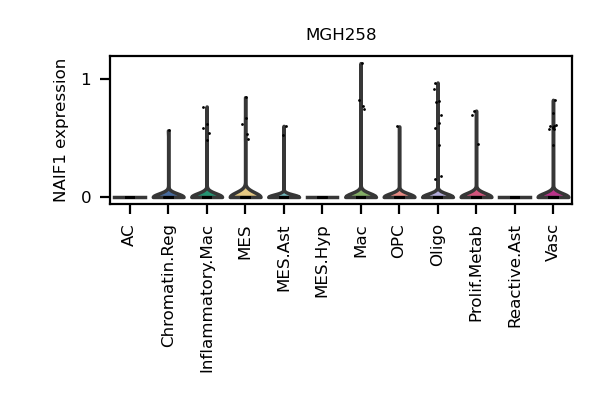 MGH258
NAIF1 expression
1
0
AC
Chromatin.Reg
Inflammatory.Mac
MES
MES.Ast
MES.Hyp
Mac
OPC
Oligo
Prolif.Metab
Reactive.Ast
Vasc